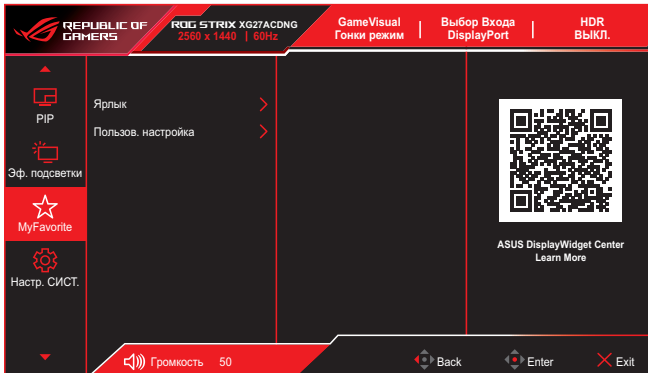 REPUBLIC OF
GAMERS
ROG STRIX XG27ACDNG
2560 x 1440 | 60Hz
GameVisual
Гонки режим
Выбор Входа
DisplayPort
HDR
ВЫКЛ.
PIP
Эф. подсветки
MyFavorite
Настр. СИСТ.
Ярлык
Пользов. настройка
ASUS DisplayWidget Center
Learn More
Громкость 50
Back
Enter
Exit